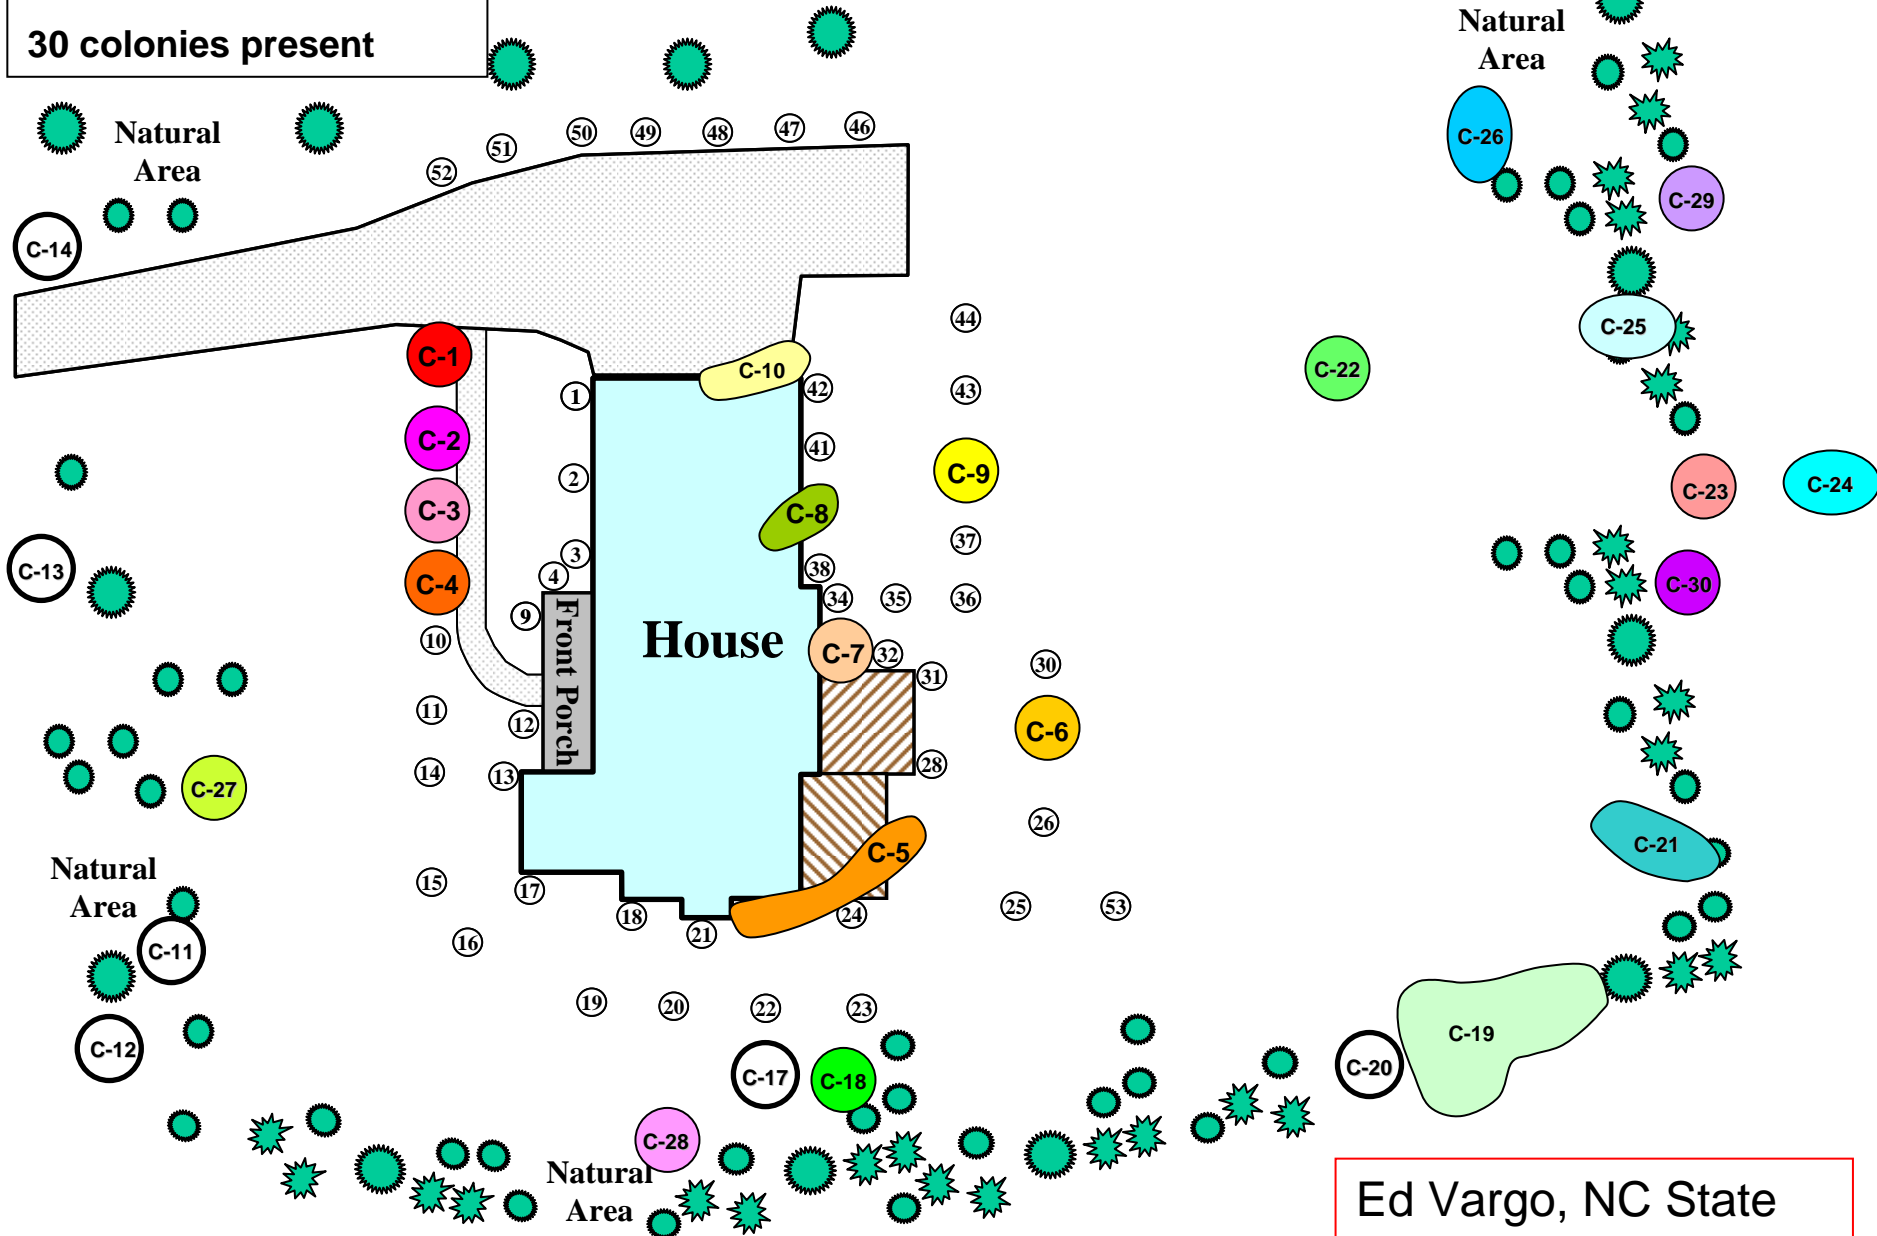 30 colonies present
Natural
Area
Natural
Area
C-26
C-29
C-14
52
51
50
49
48
47
46
44
C-25
C-1
C-10
C-22
1
42
43
C-2
41
C-9
2
C-23
C-24
C-3
C-8
37
3
38
C-13
C-4
4
34
35
36
C-30
9
10
Front Porch
House
C-7
32
31
30
11
12
C-6
14
13
28
C-27
26
C-5
C-21
Natural
Area
15
17
18
21
24
25
53
16
C-11
19
20
22
23
C-19
C-12
C-20
C-17
C-18
C-28
Natural
Area
Ed Vargo, NC State